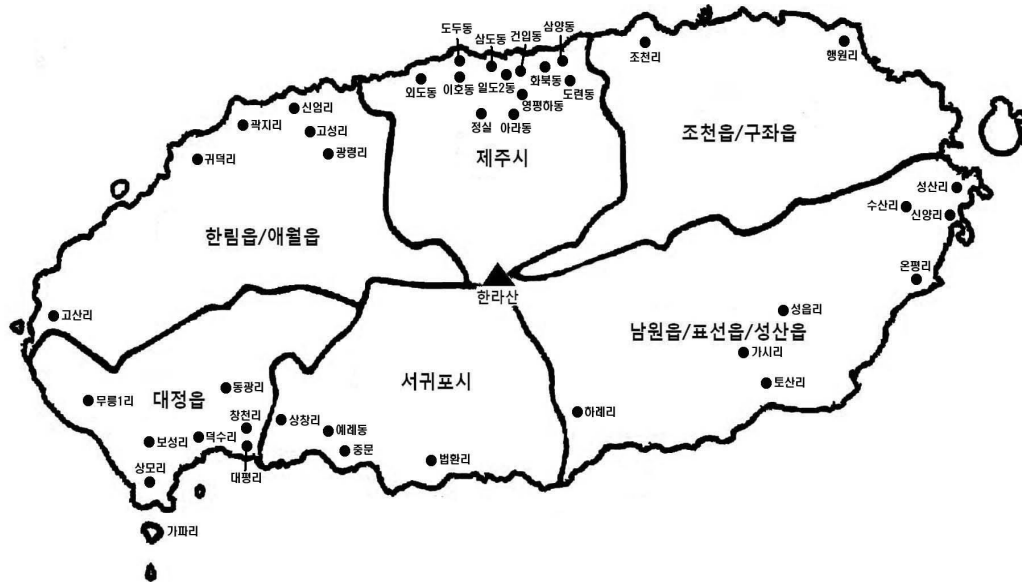 도두동
삼도동
건입동
삼양동
외도동
이호동
일도2동
화북동
도련동
영평하동
정실
아라동
제주시
조천리
행원리
조천읍/구좌읍
신엄리
곽지리
고성리
귀덕리
광령리
한림읍/애월읍
고산리
성산리
수산리
신양리
온평리
한라산
성읍리
남원읍/표선읍/성산읍
가시리
토산리
하례리
서귀포시
상창리
예례동
중문
법환리
대정읍
동광리
무릉1리
창천리
보성리
덕수리
대평리
상모리
가파리